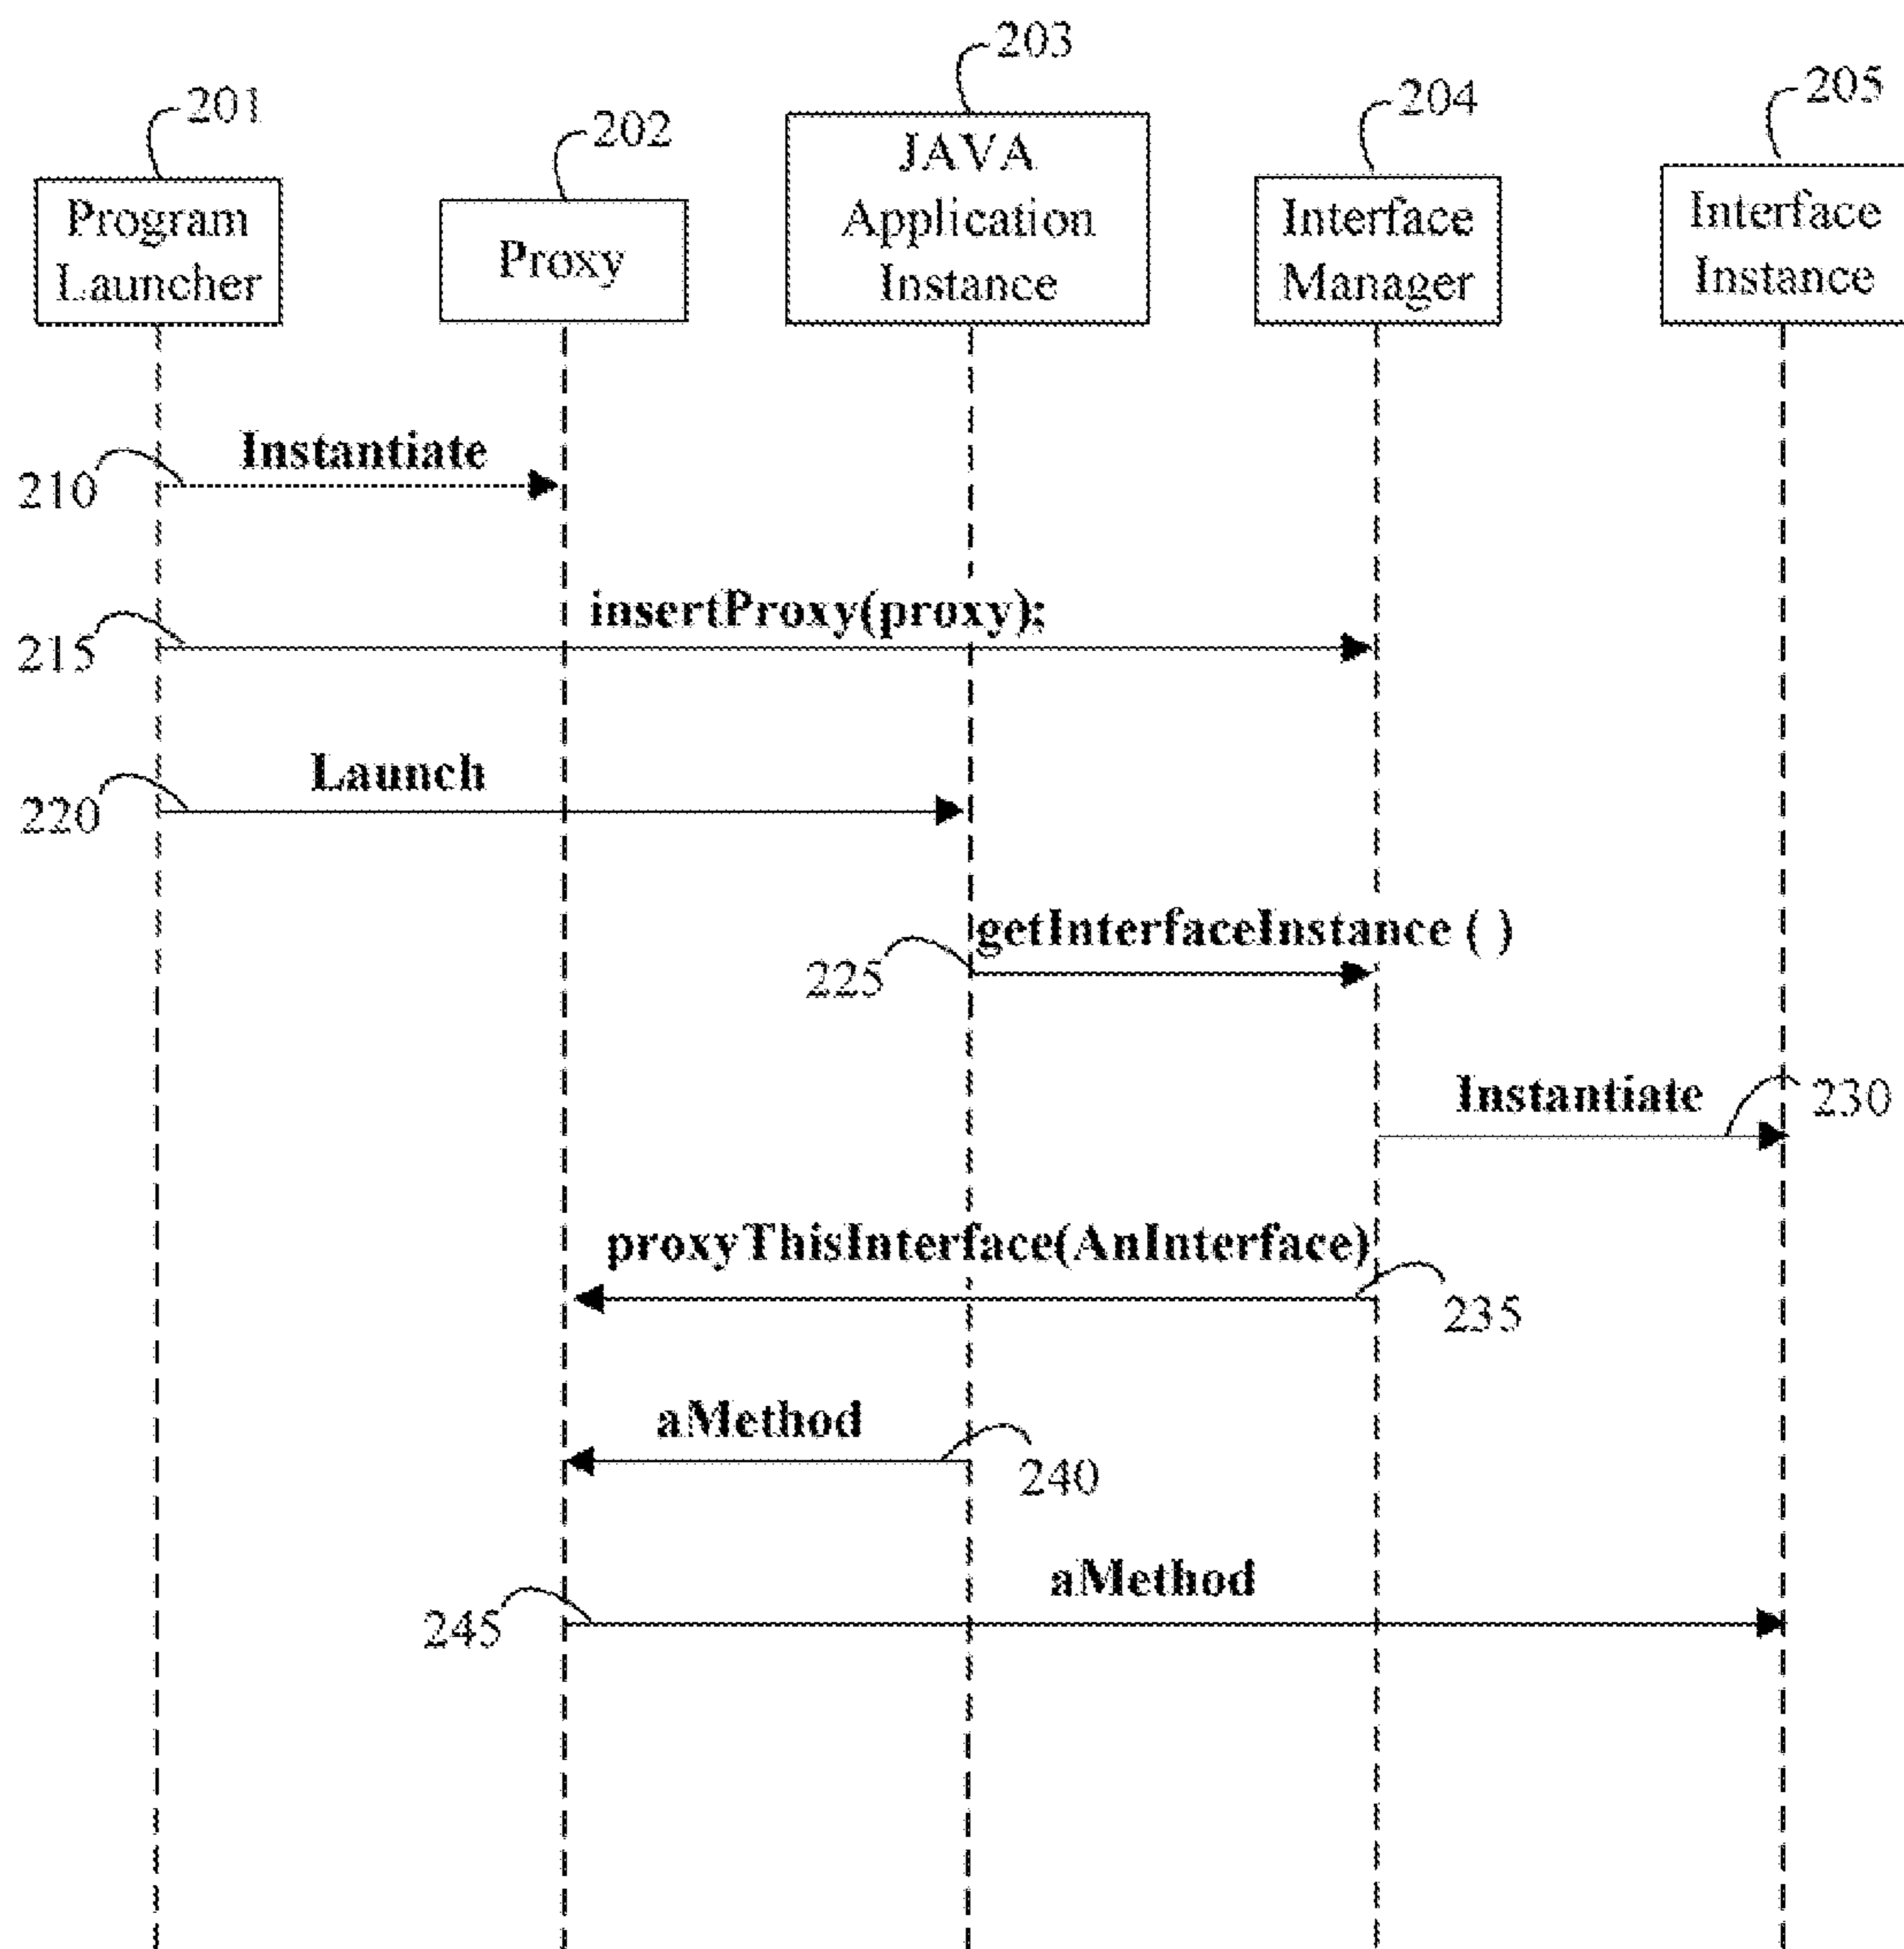 203
201
204
205
202
Program
Launcher
Proxy
JAVA
Application
Instance
Interface
Manager
Interface
Instance
Instantiate
210
insertProxy(proxy);
215
Launch
220
getInterfaceInstance ( )
225
Instantiate
230
proxyThisInterface(AnInterface)
235
aMethod
240
aMethod
245